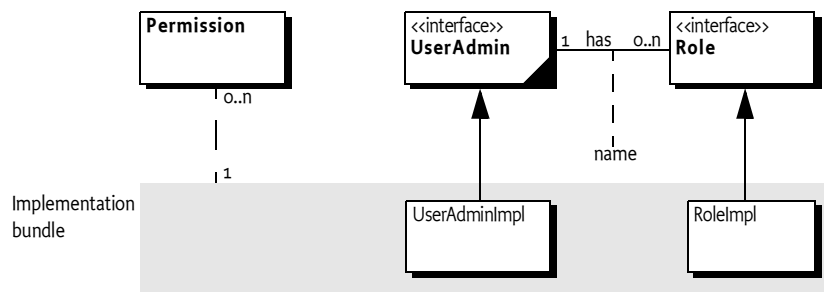 Permission
<<interface>>
UserAdmin
1 has o..n
<<interface>>
Role
o..n
name
1
Implementation
bundle
UserAdminImpl
RoleImpl